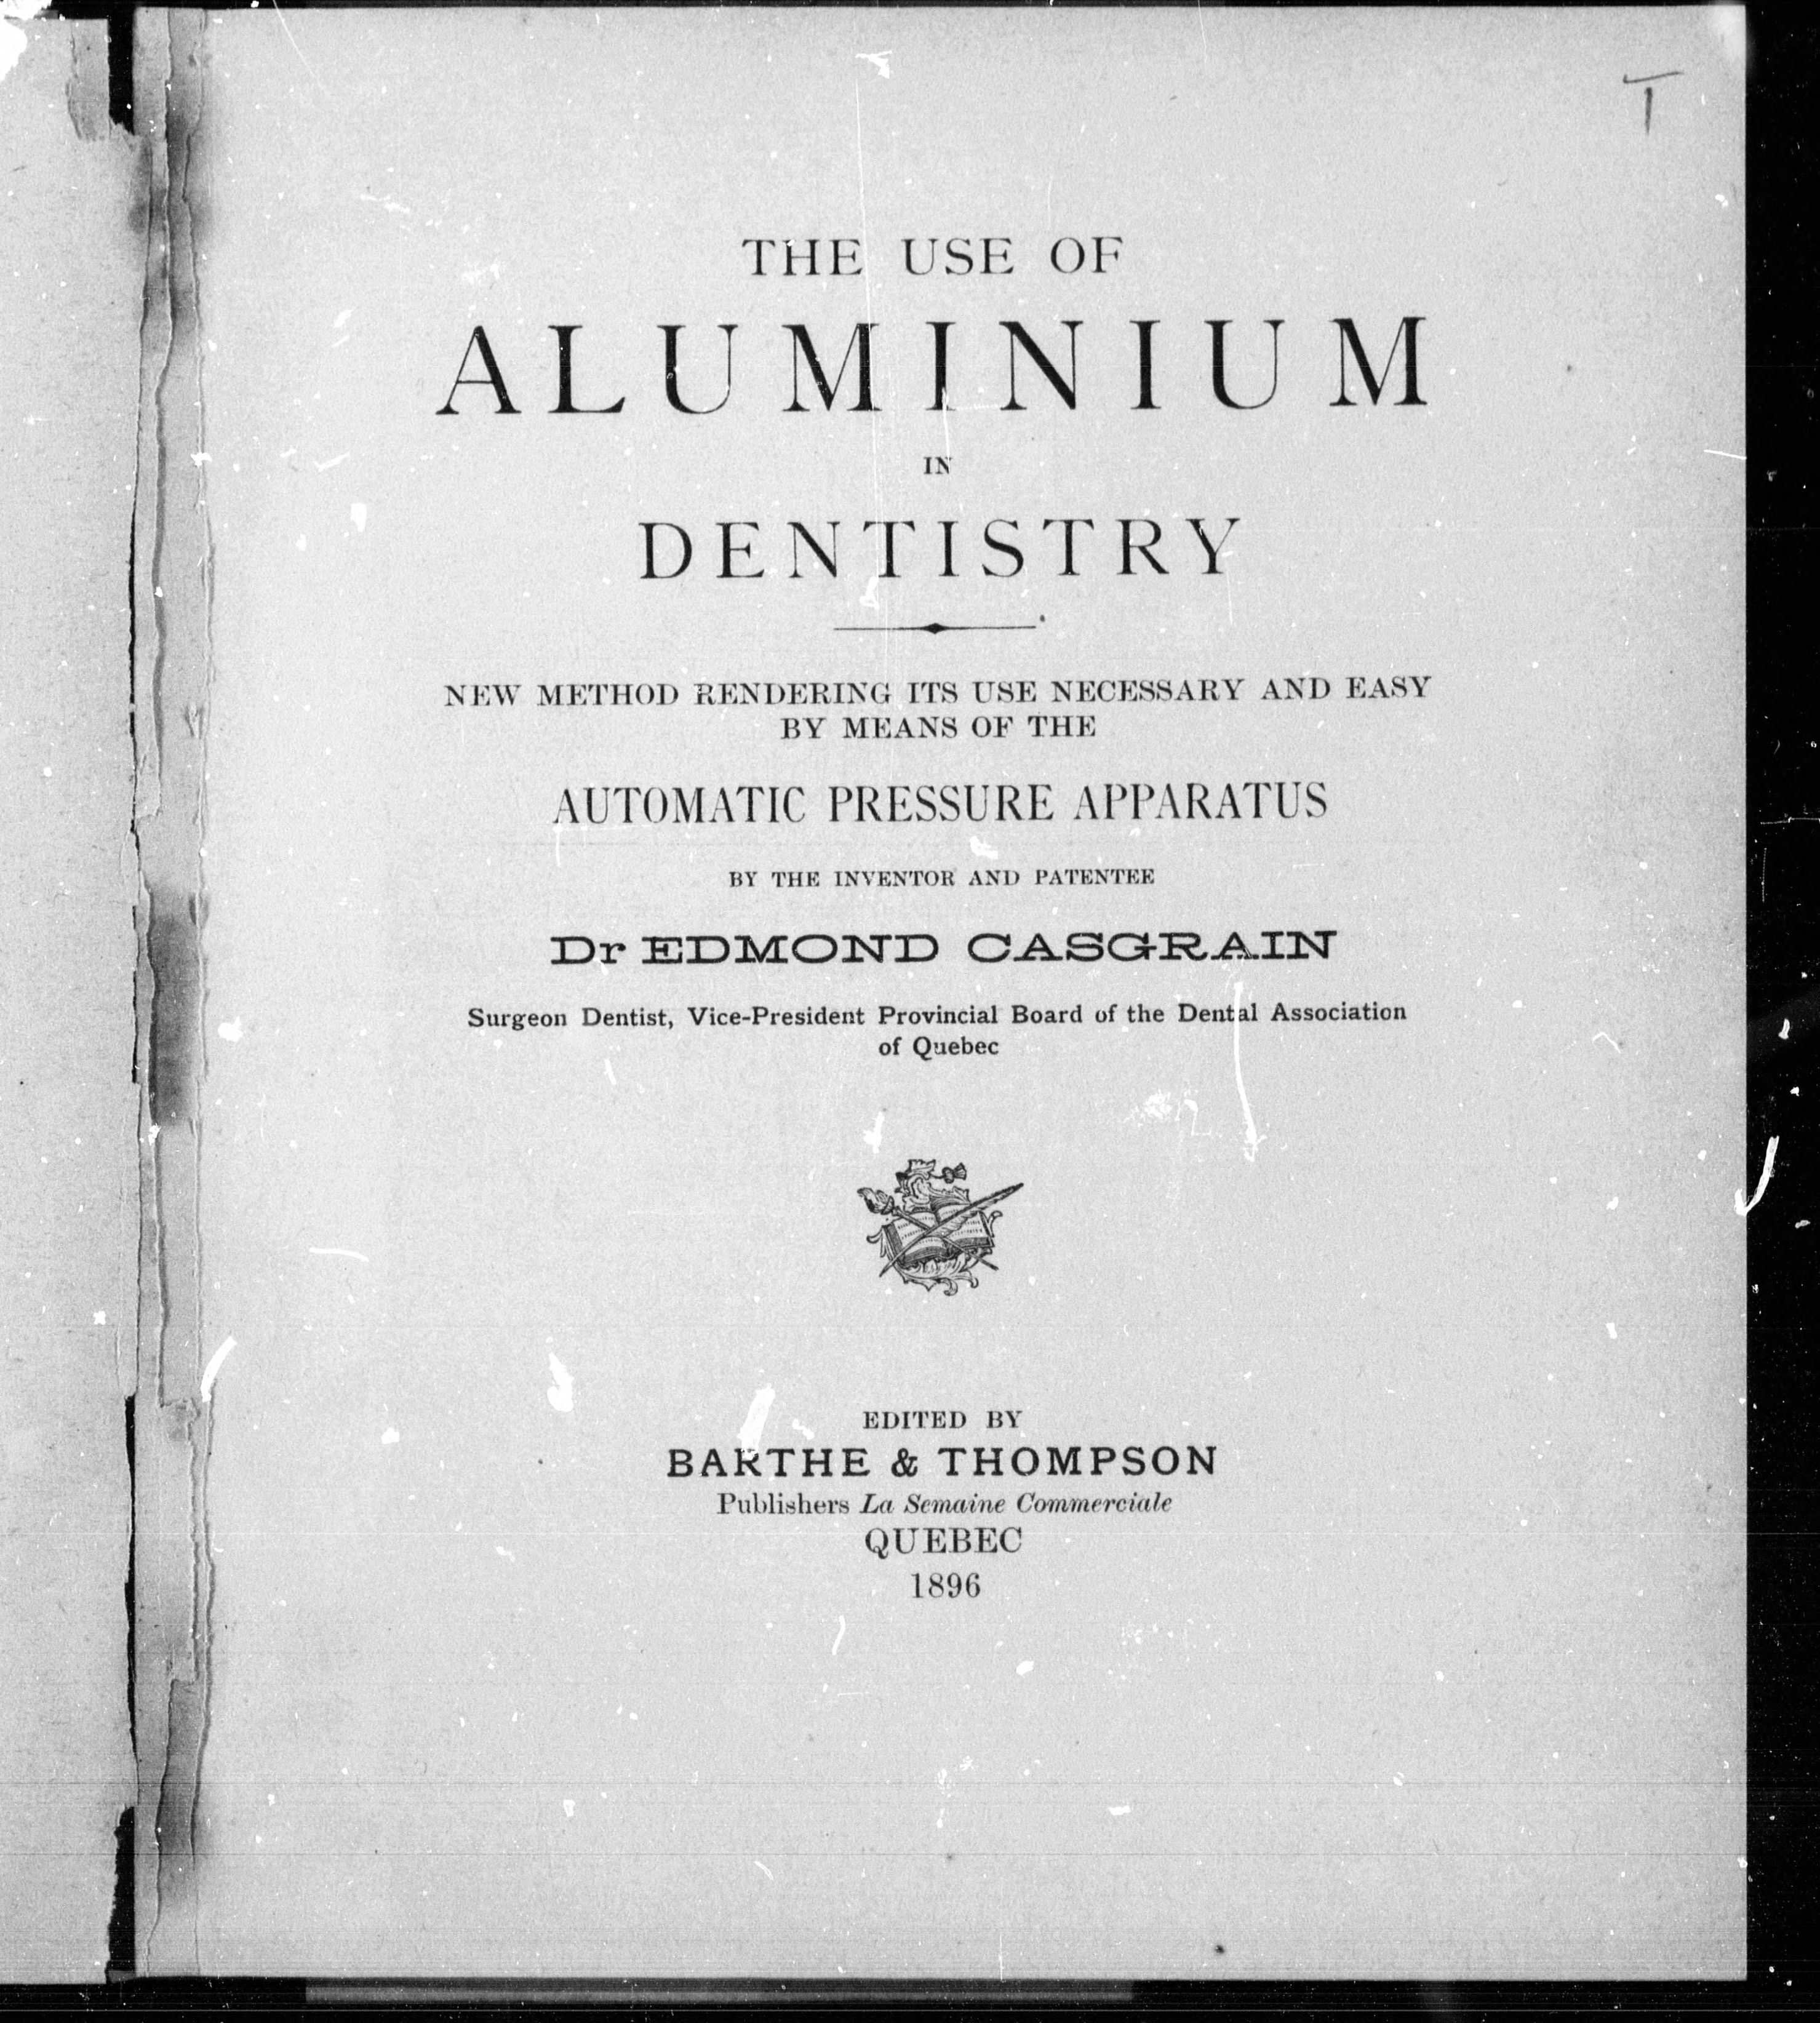 T
THE USE OF
ALUMINIUM
IN
DENTISTRY
NEW METHOD RENDERING ITS USE NECESSARY AND EASY
BY MEANS OF THE
AUTOMATIC PRESSURE APPARATUS
BY THE INVENTOR AND PATENTEE
Dr EDMOND CASGRAIN
Surgeon Dentist, Vice-President Provincial Board of the Dental Association
of Quebec
EDITED BY
BARTHE & THOMPSON
Publishers La Semaine Commerciale
QUEBEC
1896